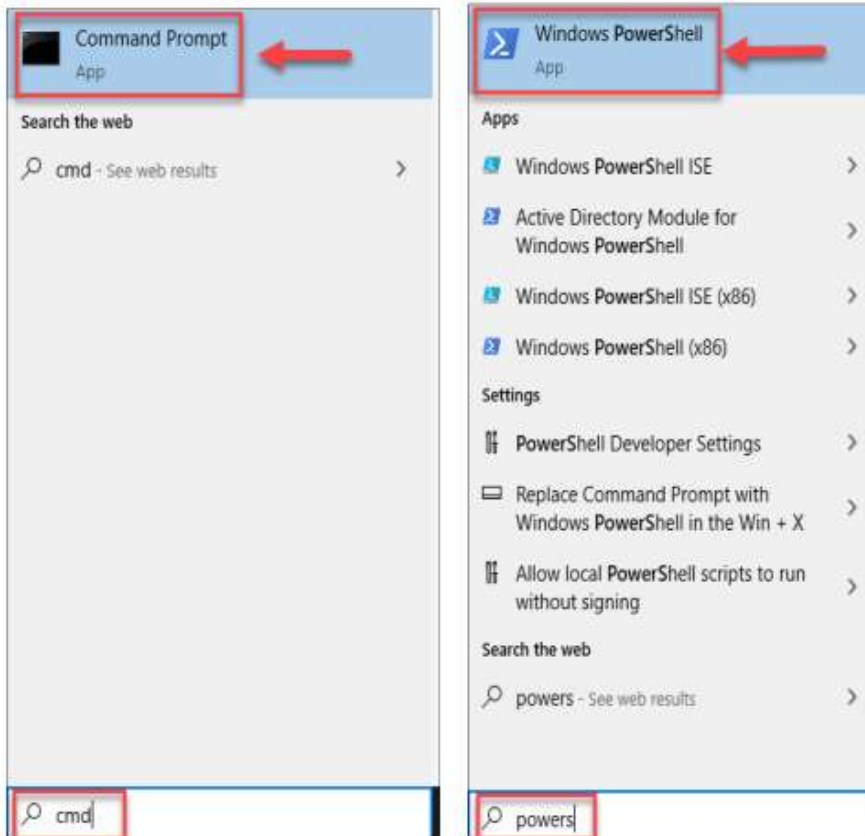 Command Prompt
App
Search the web
cmd - See web results
cmd
Windows PowerShell
App
Apps
Windows PowerShell ISE
Active Directory Module for
Windows PowerShell
Windows PowerShell ISE (x86)
Windows PowerShell (x86)
Settings
PowerShell Developer Settings
Replace Command Prompt with
Windows PowerShell in the Win + X
Allow local PowerShell scripts to run
without signing
Search the web
powers - See web results
powers